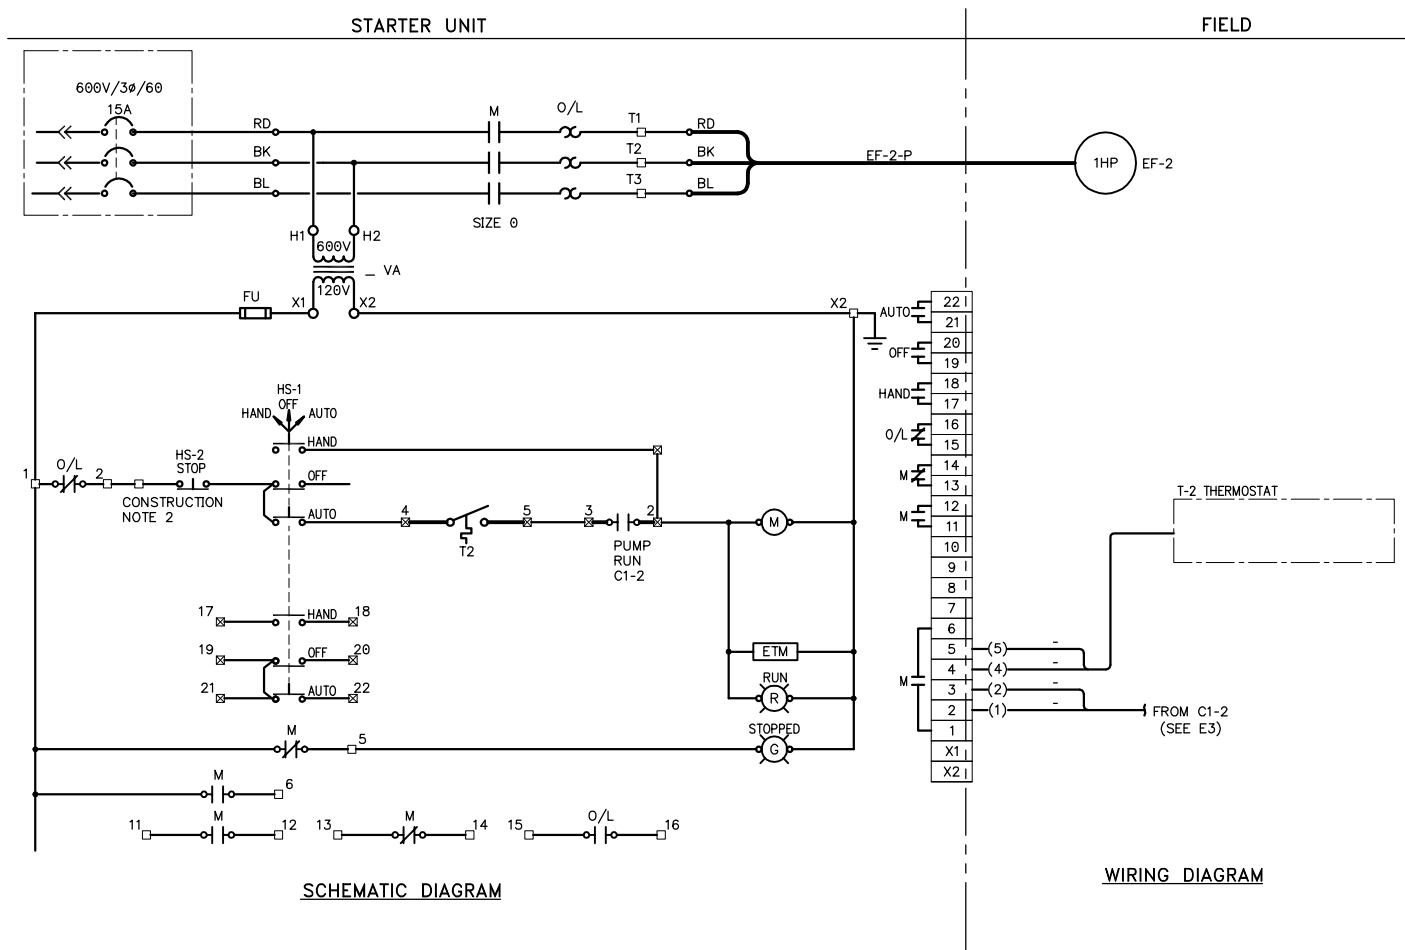 STARTER UNIT
FIELD
600V/3ø/60
15A
RD
BK
BL
M
O/L
SIZE 0
T1
T2
T3
RD
BK
BL
EF-2-P
1HP
EF-2
H1
H2
600V
_ VA
120V
FU
X1
X2
X2
HS-1
OFF
HAND
AUTO
HAND
OFF
AUTO
1
O/L
2
HS-2
STOP
CONSTRUCTION
NOTE 2
4
T2
5
3
2
PUMP
RUN
C1-2
M
17
HAND
18
19
OFF
20
21
AUTO
22
ETM
RUN
R
STOPPED
G
M
5
M
6
11
M
12
13
M
14
15
O/L
16
SCHEMATIC DIAGRAM
AUTO
OFF
HAND
O/L
M
M
M
22
21
20
19
18
17
16
15
14
13
12
11
10
9
8
7
6
5
4
3
2
1
X1
X2
(5)
-
(4)
-
(2)
-
(1)
-
T-2 THERMOSTAT
FROM C1-2
(SEE E3)
WIRING DIAGRAM